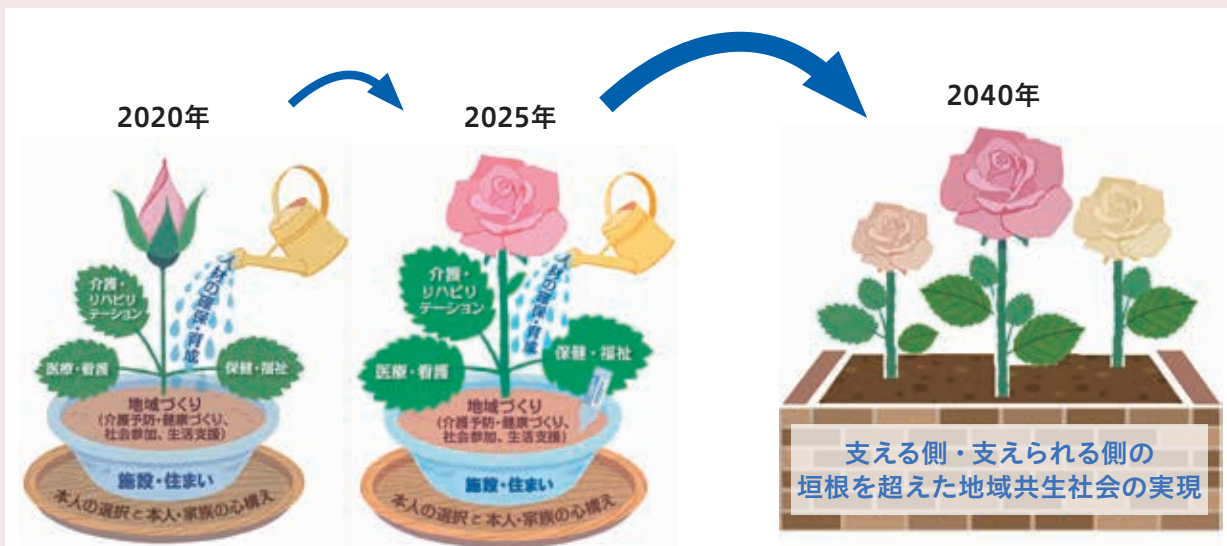 2020年
2025年
2040年
人材の確保・育成
介護・
リハビリ
テーション
医療・看護
保健・福祉
地域づくり
(介護予防・健康づくり、
社会参加、生活支援)
施設・住まい
本人の選択と本人・家族の心構え
人材の確保・育成
介護・
リハビリ
テーション
医療・看護
保健・福祉
地域づくり
(介護予防・健康づくり、
社会参加、生活支援)
施設・住まい
本人の選択と本人・家族の心構え
支える側・支えられる側の
垣根を超えた地域共生社会の実現